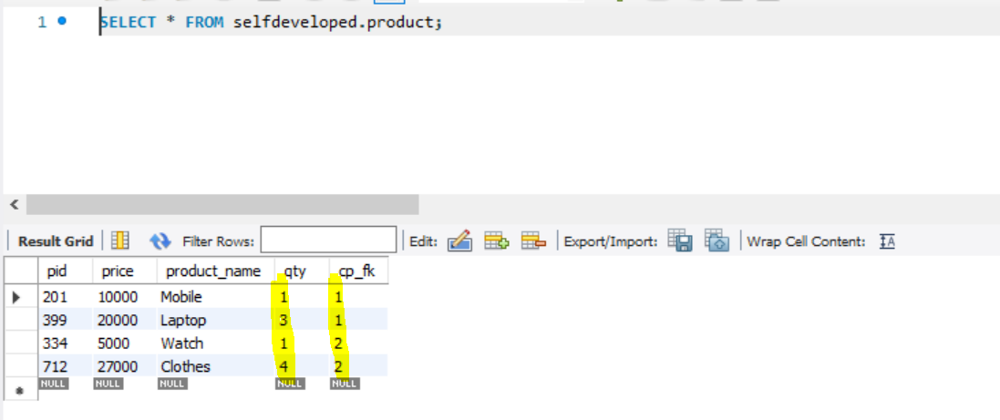 1 SELECT * FROM selfdeveloped.product;
Result Grid Filter Rows: Edit: Export/Import: Wrap Cell Content: IA
pid price product_name qty cp_fk
201 10000 Mobile 1 1
399 20000 Laptop 3 1
334 5000 Watch 1 2
712 27000 Clothes 4 2
NULL NULL NULL NULL NULL